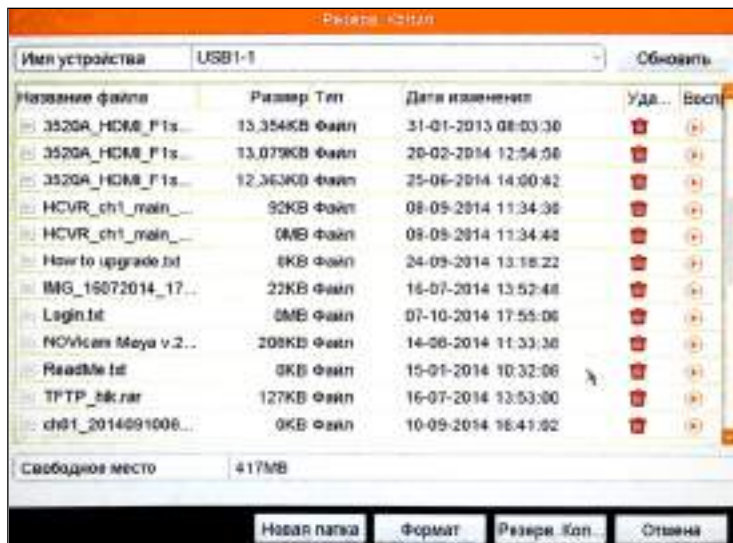 Резерв. копия
Имя устройства USB1-1 Обновить
Название файла Размер Тип Дата изменения Уда... Восп
3520A_HDMI_F1s... 13,354KB Файл 31-01-2013 08:03:30
3520A_HDMI_F1s... 13,079KB Файл 20-02-2014 12:54:58
3520A_HDMI_F1s... 12,363KB Файл 25-06-2014 14:00:42
HCVR_ch1_main_... 92KB Файл 09-09-2014 11:34:36
HCVR_ch1_main_... 0MB Файл 09-09-2014 11:34:48
How to upgrade.txt 0KB Файл 24-09-2014 13:18:22
IMG_16072014_17... 22KB Файл 16-07-2014 13:52:48
Login.txt 0MB Файл 07-10-2014 17:55:06
NOVicam Maya v.2... 208KB Файл 14-08-2014 11:33:38
ReadMe.txt 0KB Файл 15-01-2014 10:32:08
TFTP_hik.rar 127KB Файл 16-07-2014 13:53:00
ch01_2014091006... 0KB Файл 10-09-2014 16:41:02
Свободное место 417MB
Новая папка Формат Резерв. Коп... Отмена